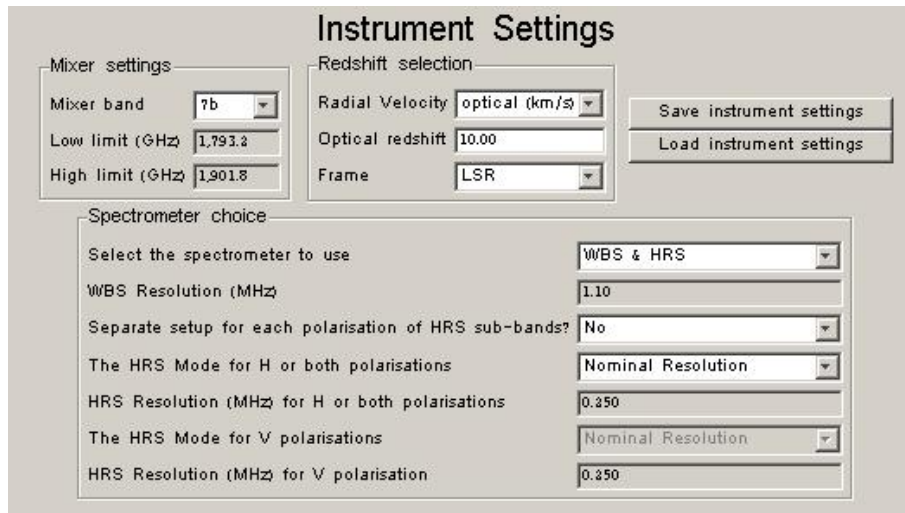 Instrument Settings
Mixer settings
Mixer band 7b
Low limit (GHz) 1,793.2
High limit (GHz) 1,901.8
Redshift selection
Radial Velocity optical (km/s)
Optical redshift 10.00
Frame LSR
Save instrument settings
Load instrument settings
Spectrometer choice
Select the spectrometer to use WBS & HRS
WBS Resolution (MHz) 1.10
Separate setup for each polarisation of HRS sub-bands? No
The HRS Mode for H or both polarisations Nominal Resolution
HRS Resolution (MHz) for H or both polarisations 0.250
The HRS Mode for V polarisations Nominal Resolution
HRS Resolution (MHz) for V polarisation 0.250